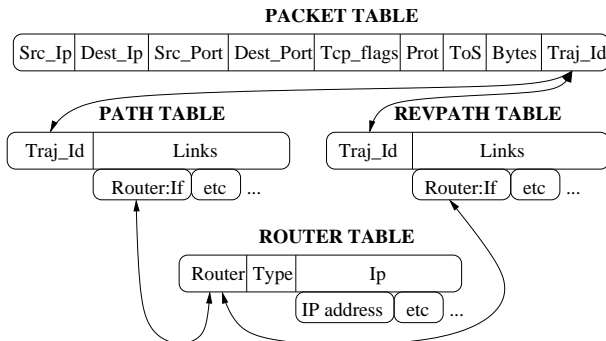 PACKET TABLE
Src_Ip Dest_Ip Src_Port Dest_Port Tcp_flags Prot ToS Bytes Traj_Id
PATH TABLE REVPATH TABLE
Traj_Id Links Traj_Id Links
Router:If etc ... Router:If etc ...
ROUTER TABLE
Router Type Ip
IP address etc ...